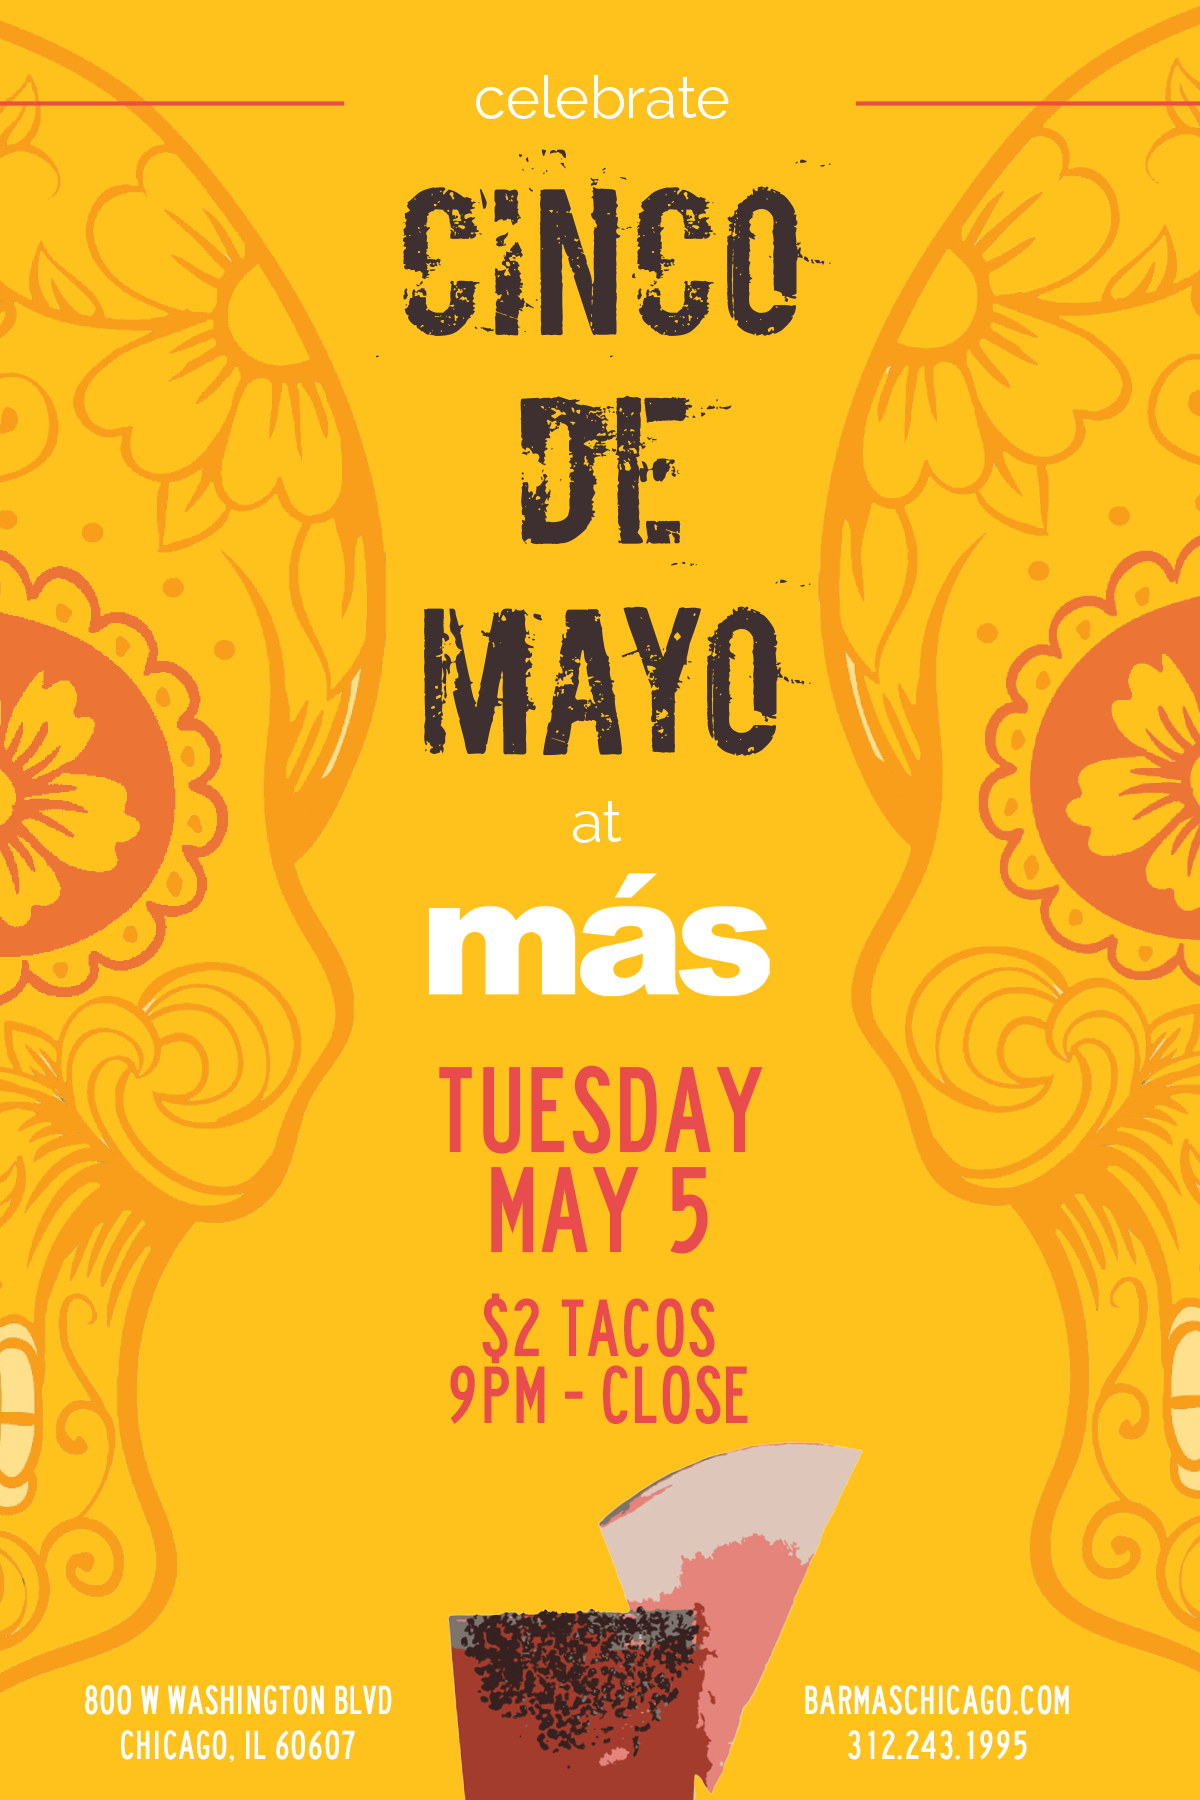 celebrate
CINCO
DE
MAYO
at
más
TUESDAY
MAY 5
$2 TACOS
9PM - CLOSE
800 W WASHINGTON BLVD
CHICAGO, IL 60607
BARMASCHICAGO.COM
312.243.1995